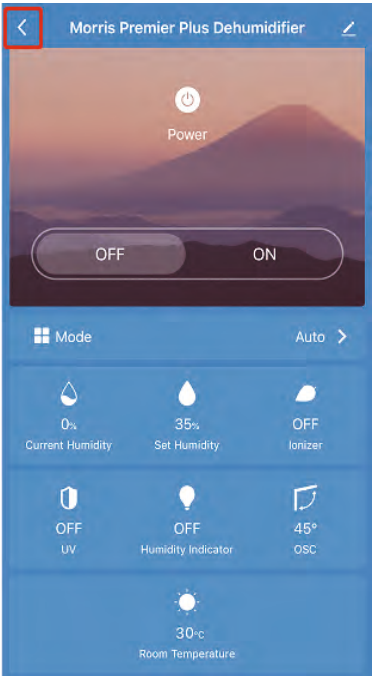 Morris Premier Plus Dehumidifier
Power
OFF ON
Mode Auto
0% 35% OFF
Current Humidity Set Humidity Ionizer
OFF OFF 45°
UV Humidity Indicator OSC
30°C
Room Temperature